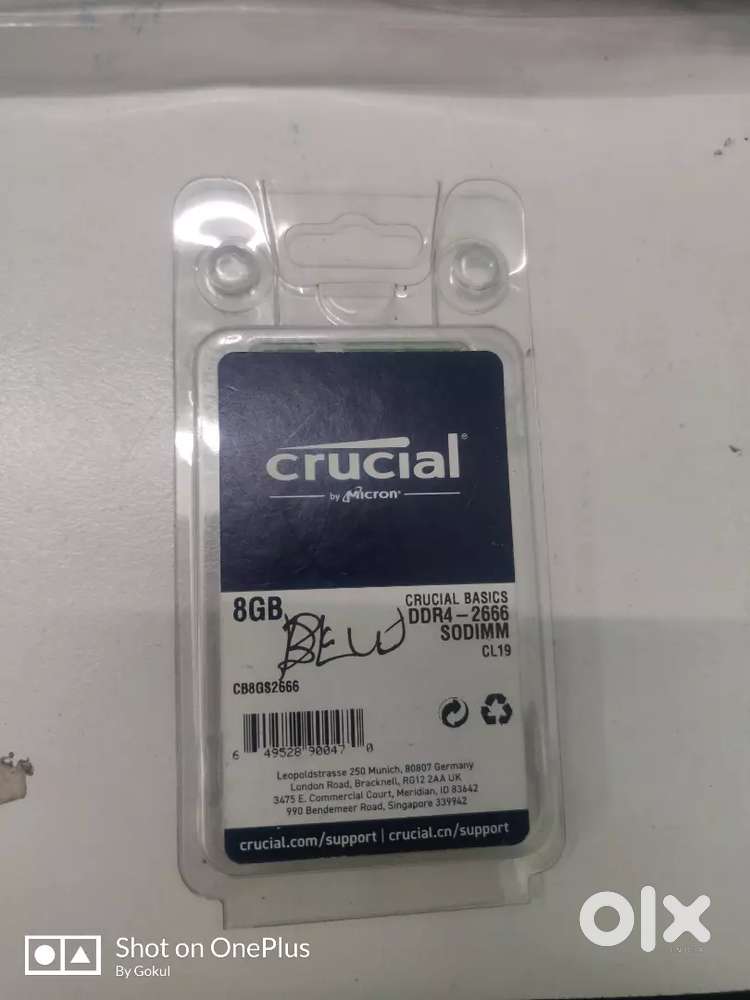 crucial®
by Micron®
8GB
CRUCIAL BASICS
DDR4-2666
SODIMM
CL19
CB8GS2666
6 49528 90047 0
Leopoldstrasse 250 Munich, 80807 Germany
London Road, Bracknell, RG12 2AA UK
3475 E. Commercial Court, Meridian, ID 83642
990 Bendemeer Road, Singapore 339942
crucial.com/support | crucial.cn/support
olx
Shot on OnePlus
By Gokul